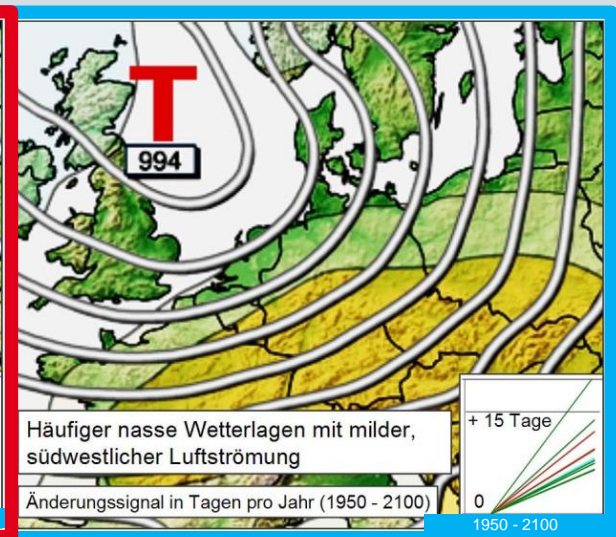 T
994
Häufiger nasse Wetterlagen mit milder,
südwestlicher Luftströmung
Änderungssignal in Tagen pro Jahr (1950 - 2100)
+ 15 Tage
0
1950 - 2100